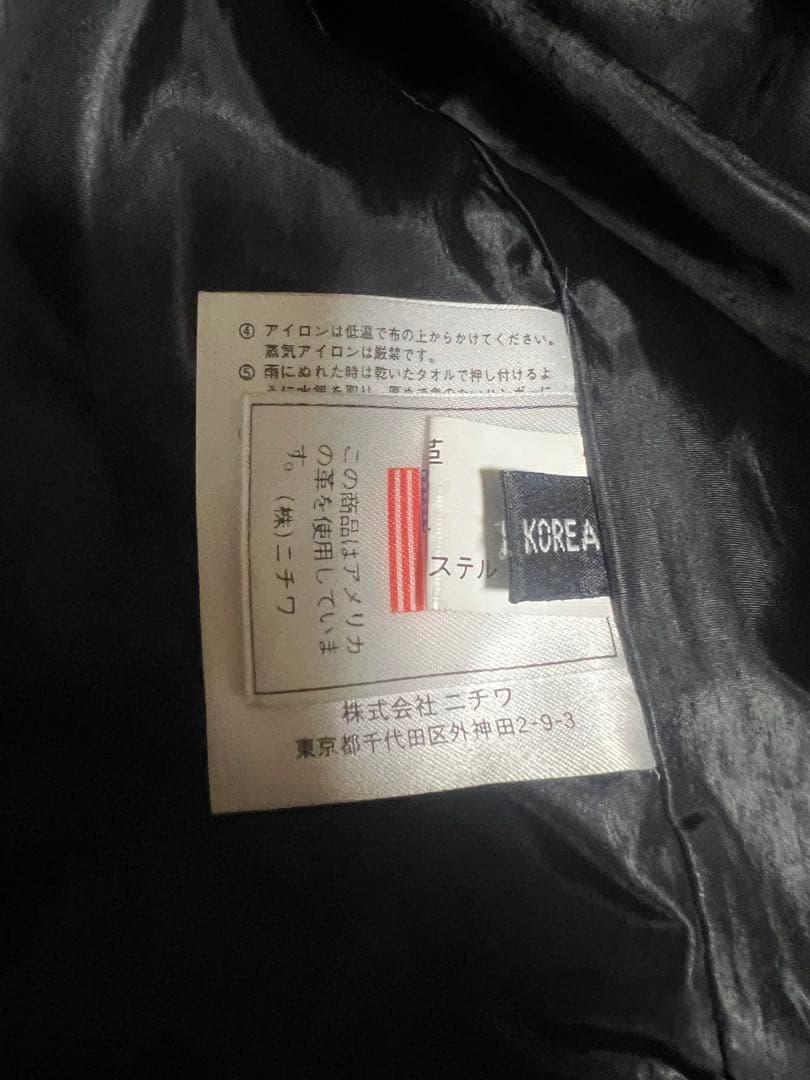 ④ アイロンは低温で布の上からかけてください。
蒸気アイロンは厳禁です。
⑤ 雨にぬれた時は乾いたタオルで押し付けるよ
うに水
この商品はアメリカ
の革を使用していま
す。(株)ニチワ
革
ステル
KOREA
株式会社 ニチワ
東京都千代田区外神田2-9-3